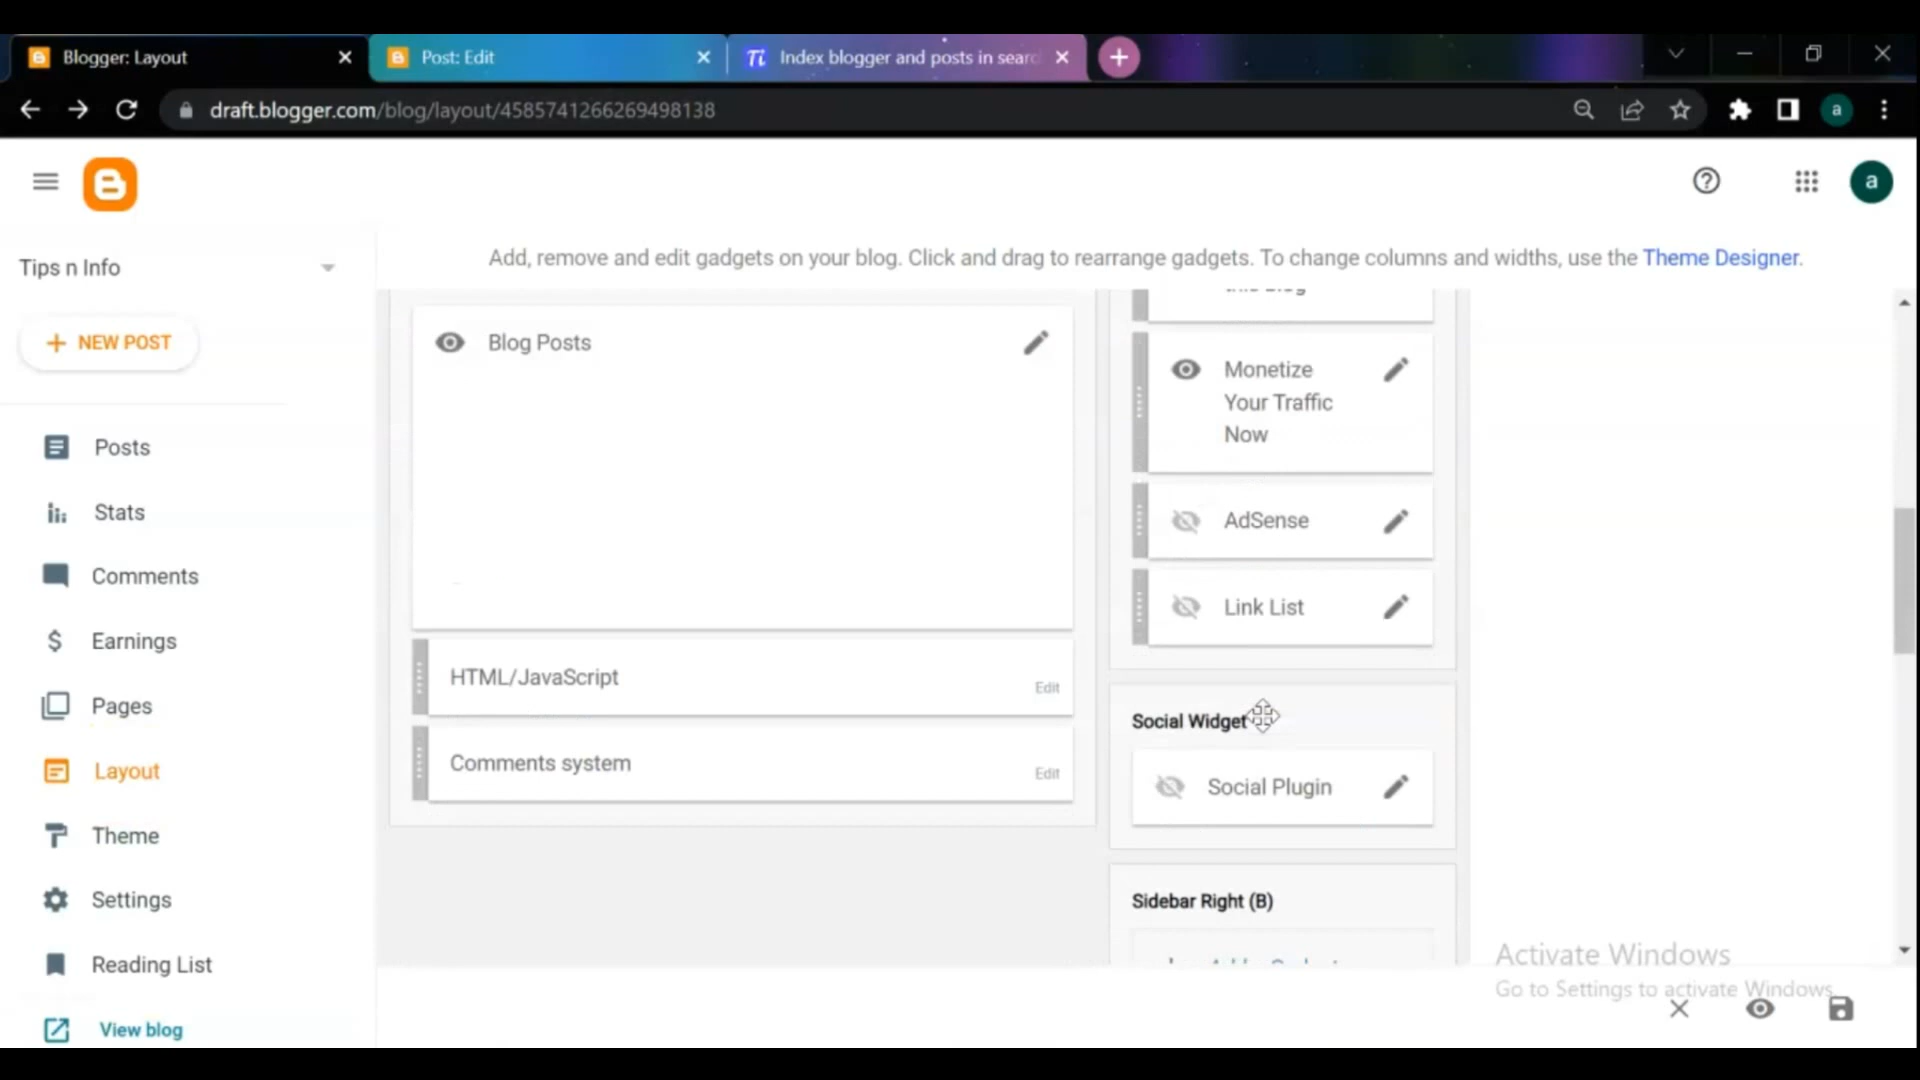 Blogger: Layout
Post: Edit
Ti Index blogger and posts in searc
draft.blogger.com/blog/layout/4585741266269498138
a
a
Tips n Info
Add, remove and edit gadgets on your blog. Click and drag to rearrange gadgets. To change columns and widths, use the Theme Designer.
NEW POST
Posts
Stats
Comments
Earnings
Pages
Layout
Theme
Settings
Reading List
View blog
Blog Posts
HTML/JavaScript
Edit
Comments system
Edit
this blog
Monetize
Your Traffic
Now
AdSense
Link List
Social Widget
Social Plugin
Sidebar Right (B)
Activate Windows
Go to Settings to activate Windows.